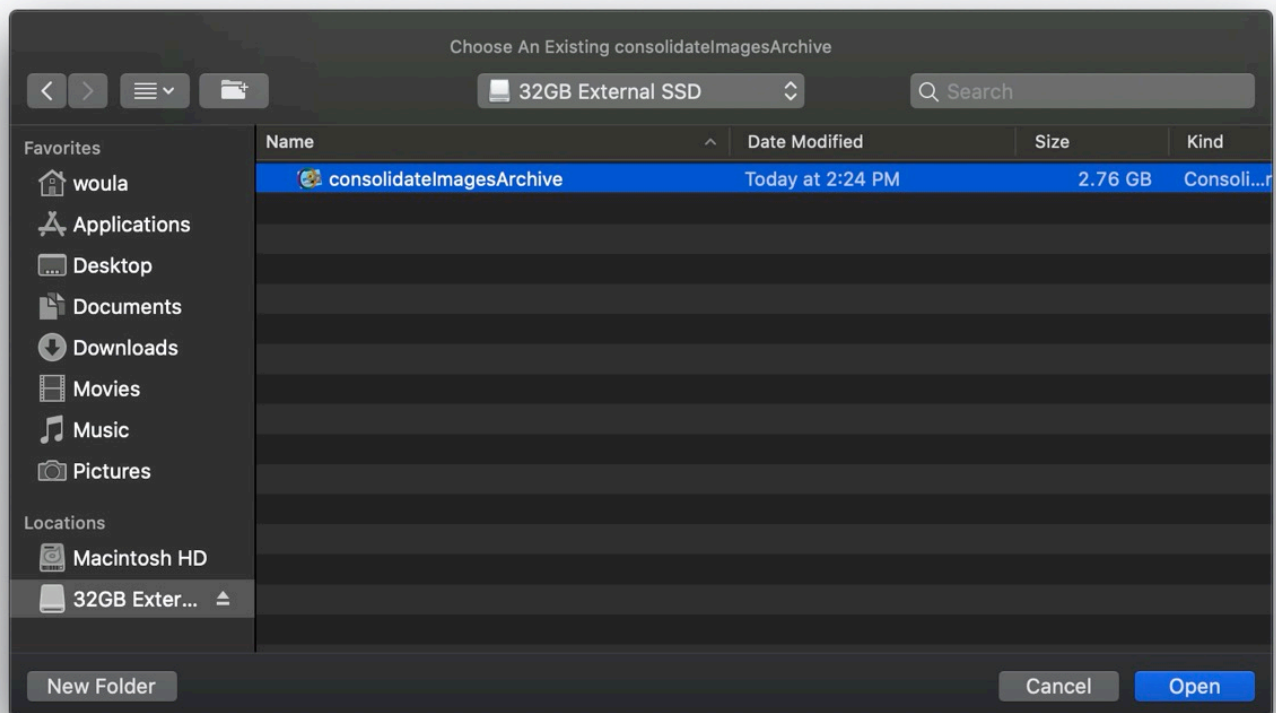 Choose An Existing consolidateImagesArchive
32GB External SSD
Search
Favorites
woula
Applications
Desktop
Documents
Downloads
Movies
Music
Pictures
Locations
Macintosh HD
32GB Exter...
Name Date Modified Size Kind
consolidateImagesArchive Today at 2:24 PM 2.76 GB Consoli...r
New Folder Cancel Open